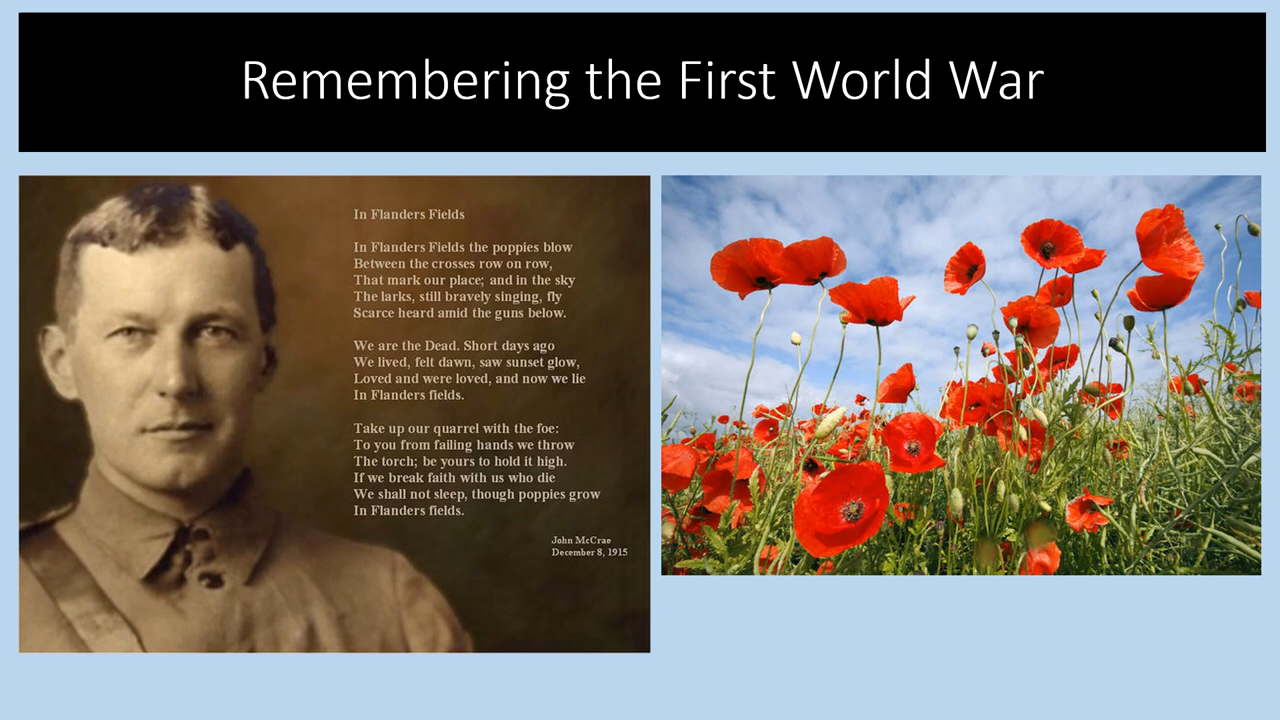 Remembering the First World War
In Flanders Fields
In Flanders Fields the poppies blow
Between the crosses row on row,
That mark our place; and in the sky
The larks, still bravely singing, fly
Scarce heard amid the guns below.
We are the Dead. Short days ago
We lived, felt dawn, saw sunset glow,
Loved and were loved, and now we lie
In Flanders fields.
Take up our quarrel with the foe:
To you from failing hands we throw
The torch; be yours to hold it high.
If we break faith with us who die
We shall not sleep, though poppies grow
In Flanders fields.
John McCrae
December 8, 1915